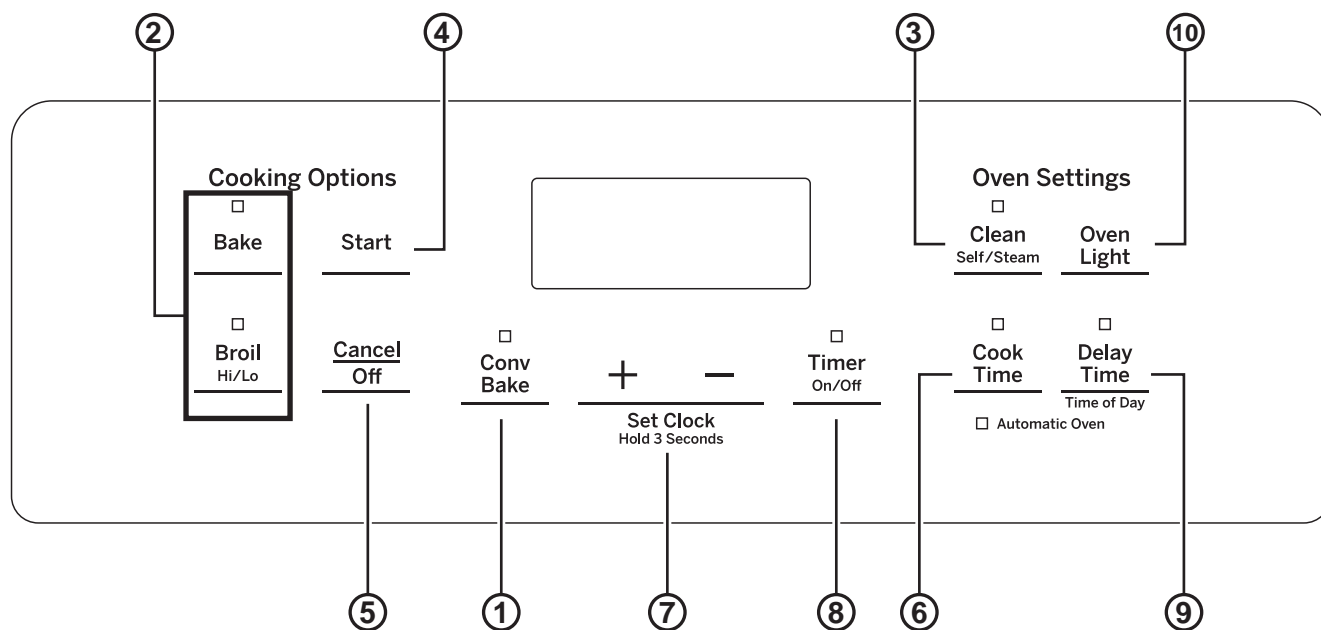 2
4
3
10
Cooking Options
Oven Settings
Bake
Start
Clean
Self/Steam
Oven
Light
Broil
Hi/Lo
Cancel
Off
Conv
Bake
+
−
Set Clock
Hold 3 Seconds
Timer
On/Off
Cook
Time
Delay
Time
Time of Day
Automatic Oven
5
1
7
8
6
9